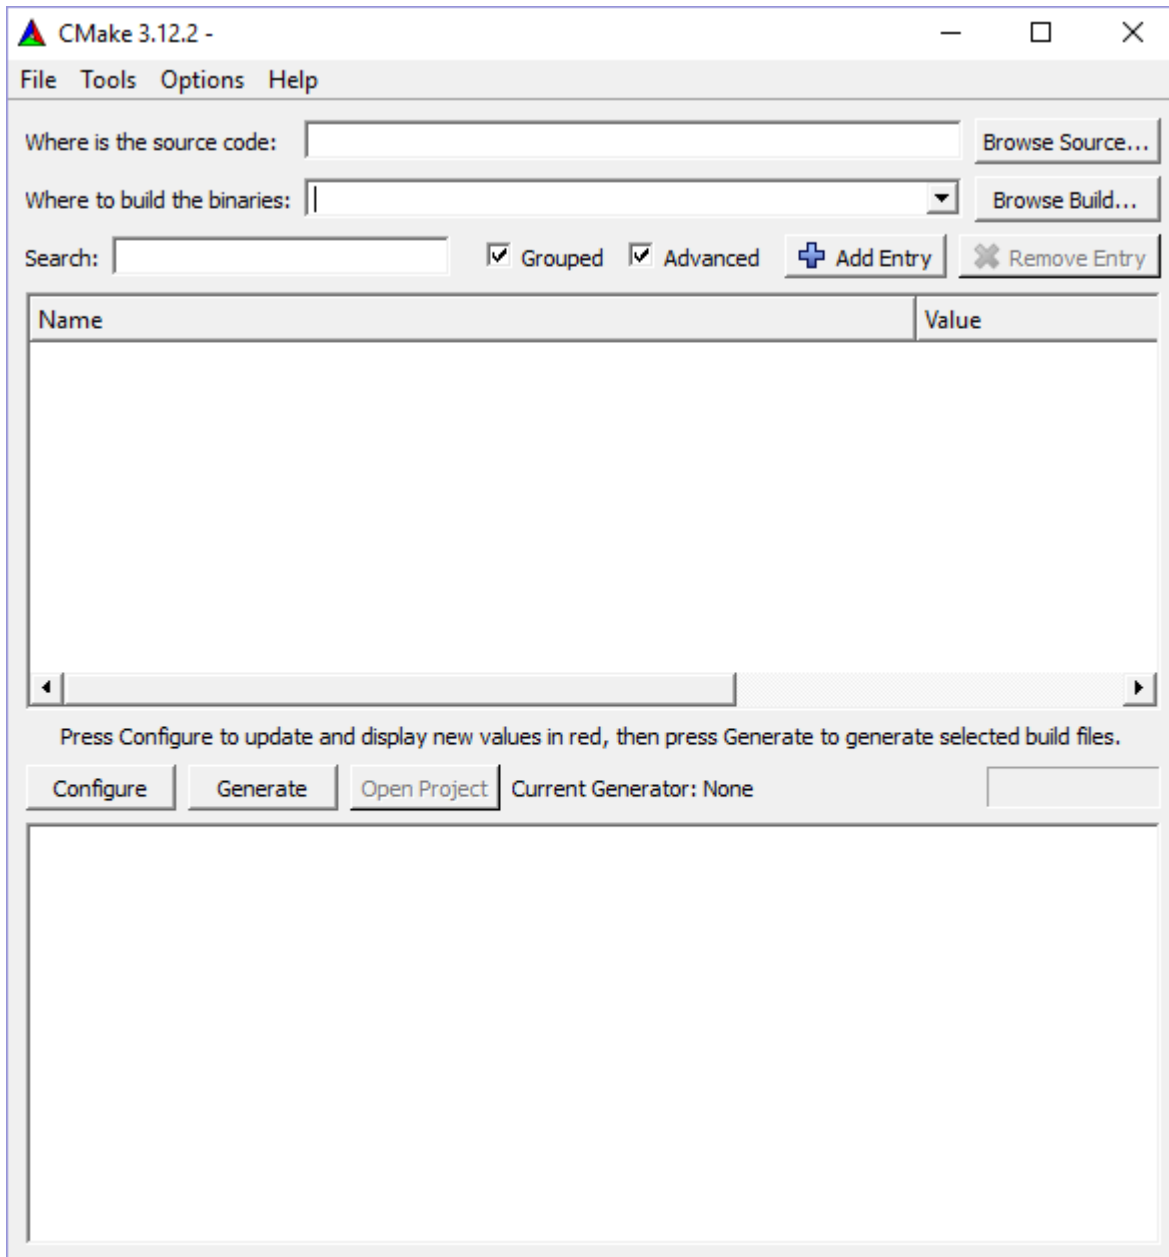 CMake 3.12.2 -
File Tools Options Help
Where is the source code: Browse Source...
Where to build the binaries: Browse Build...
Search: Grouped Advanced Add Entry Remove Entry
Name Value
Press Configure to update and display new values in red, then press Generate to generate selected build files.
Configure Generate Open Project Current Generator: None